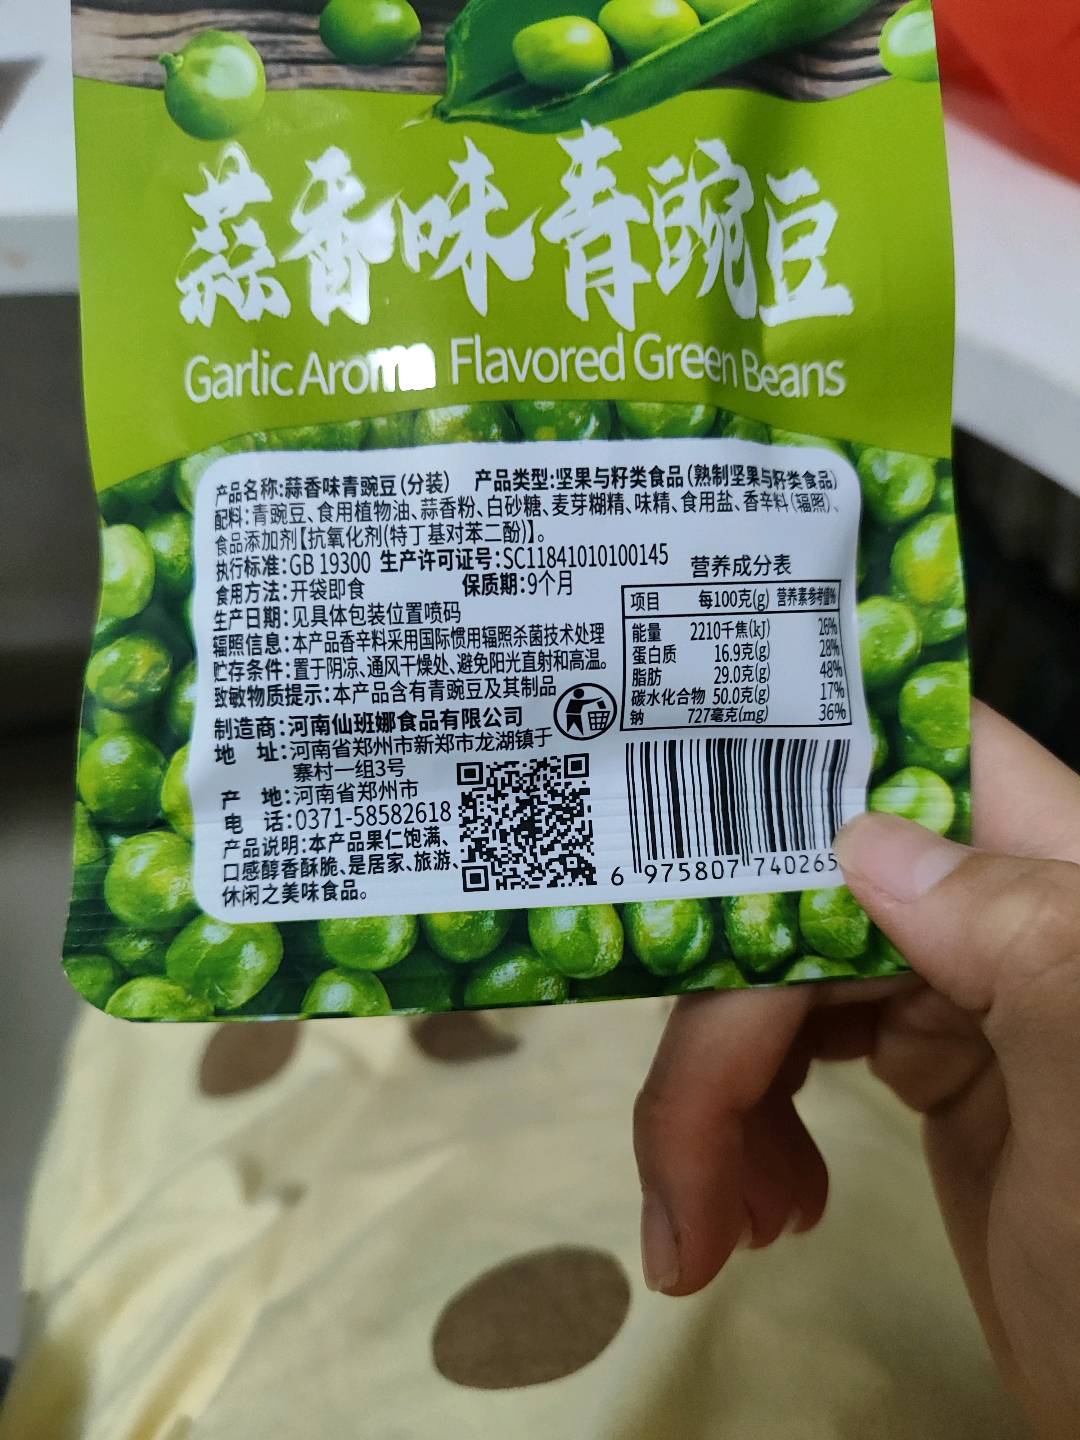 蒜香味青豌豆
Garlic Aroma Flavored Green Beans
产品名称:蒜香味青豌豆(分装) 产品类型:坚果与籽类食品(熟制坚果与籽类食品)
配料:青豌豆、食用植物油、蒜香粉、白砂糖、麦芽糊精、味精、食用盐、香辛料(辐照)、
食品添加剂【抗氧化剂(特丁基对苯二酚)】。
执行标准:GB 19300 生产许可证号:SC11841010100145
食用方法:开袋即食 保质期:9个月
生产日期:见具体包装位置喷码
辐照信息:本产品香辛料采用国际惯用辐照杀菌技术处理
贮存条件:置于阴凉、通风干燥处、避免阳光直射和高温。
致敏物质提示:本产品含有青豌豆及其制品
制造商:河南仙班娜食品有限公司
地 址:河南省郑州市新郑市龙湖镇于
寨村一组3号
产 地:河南省郑州市
电 话:0371-58582618
产品说明:本产品果仁饱满、
口感醇香酥脆、是居家、旅游、
休闲之美味食品。
营养成分表
项目 每100克(g) 营养素参考值%
能量 2210千焦(kJ) 26%
蛋白质 16.9克(g) 28%
脂肪 29.0克(g) 48%
碳水化合物 50.0克(g) 17%
钠 727毫克(mg) 36%
6 975807 740265